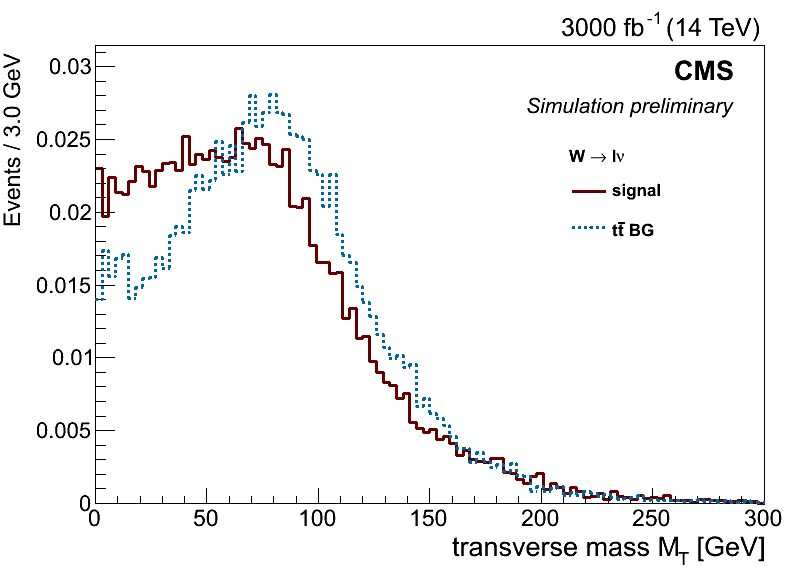 3000 fb⁻¹ (14 TeV)
CMS
Simulation preliminary
W → lν
signal
tt̄ BG
Events / 3.0 GeV
0.03
0.025
0.02
0.015
0.01
0.005
0
0 50 100 150 200 250 300
transverse mass M_T [GeV]